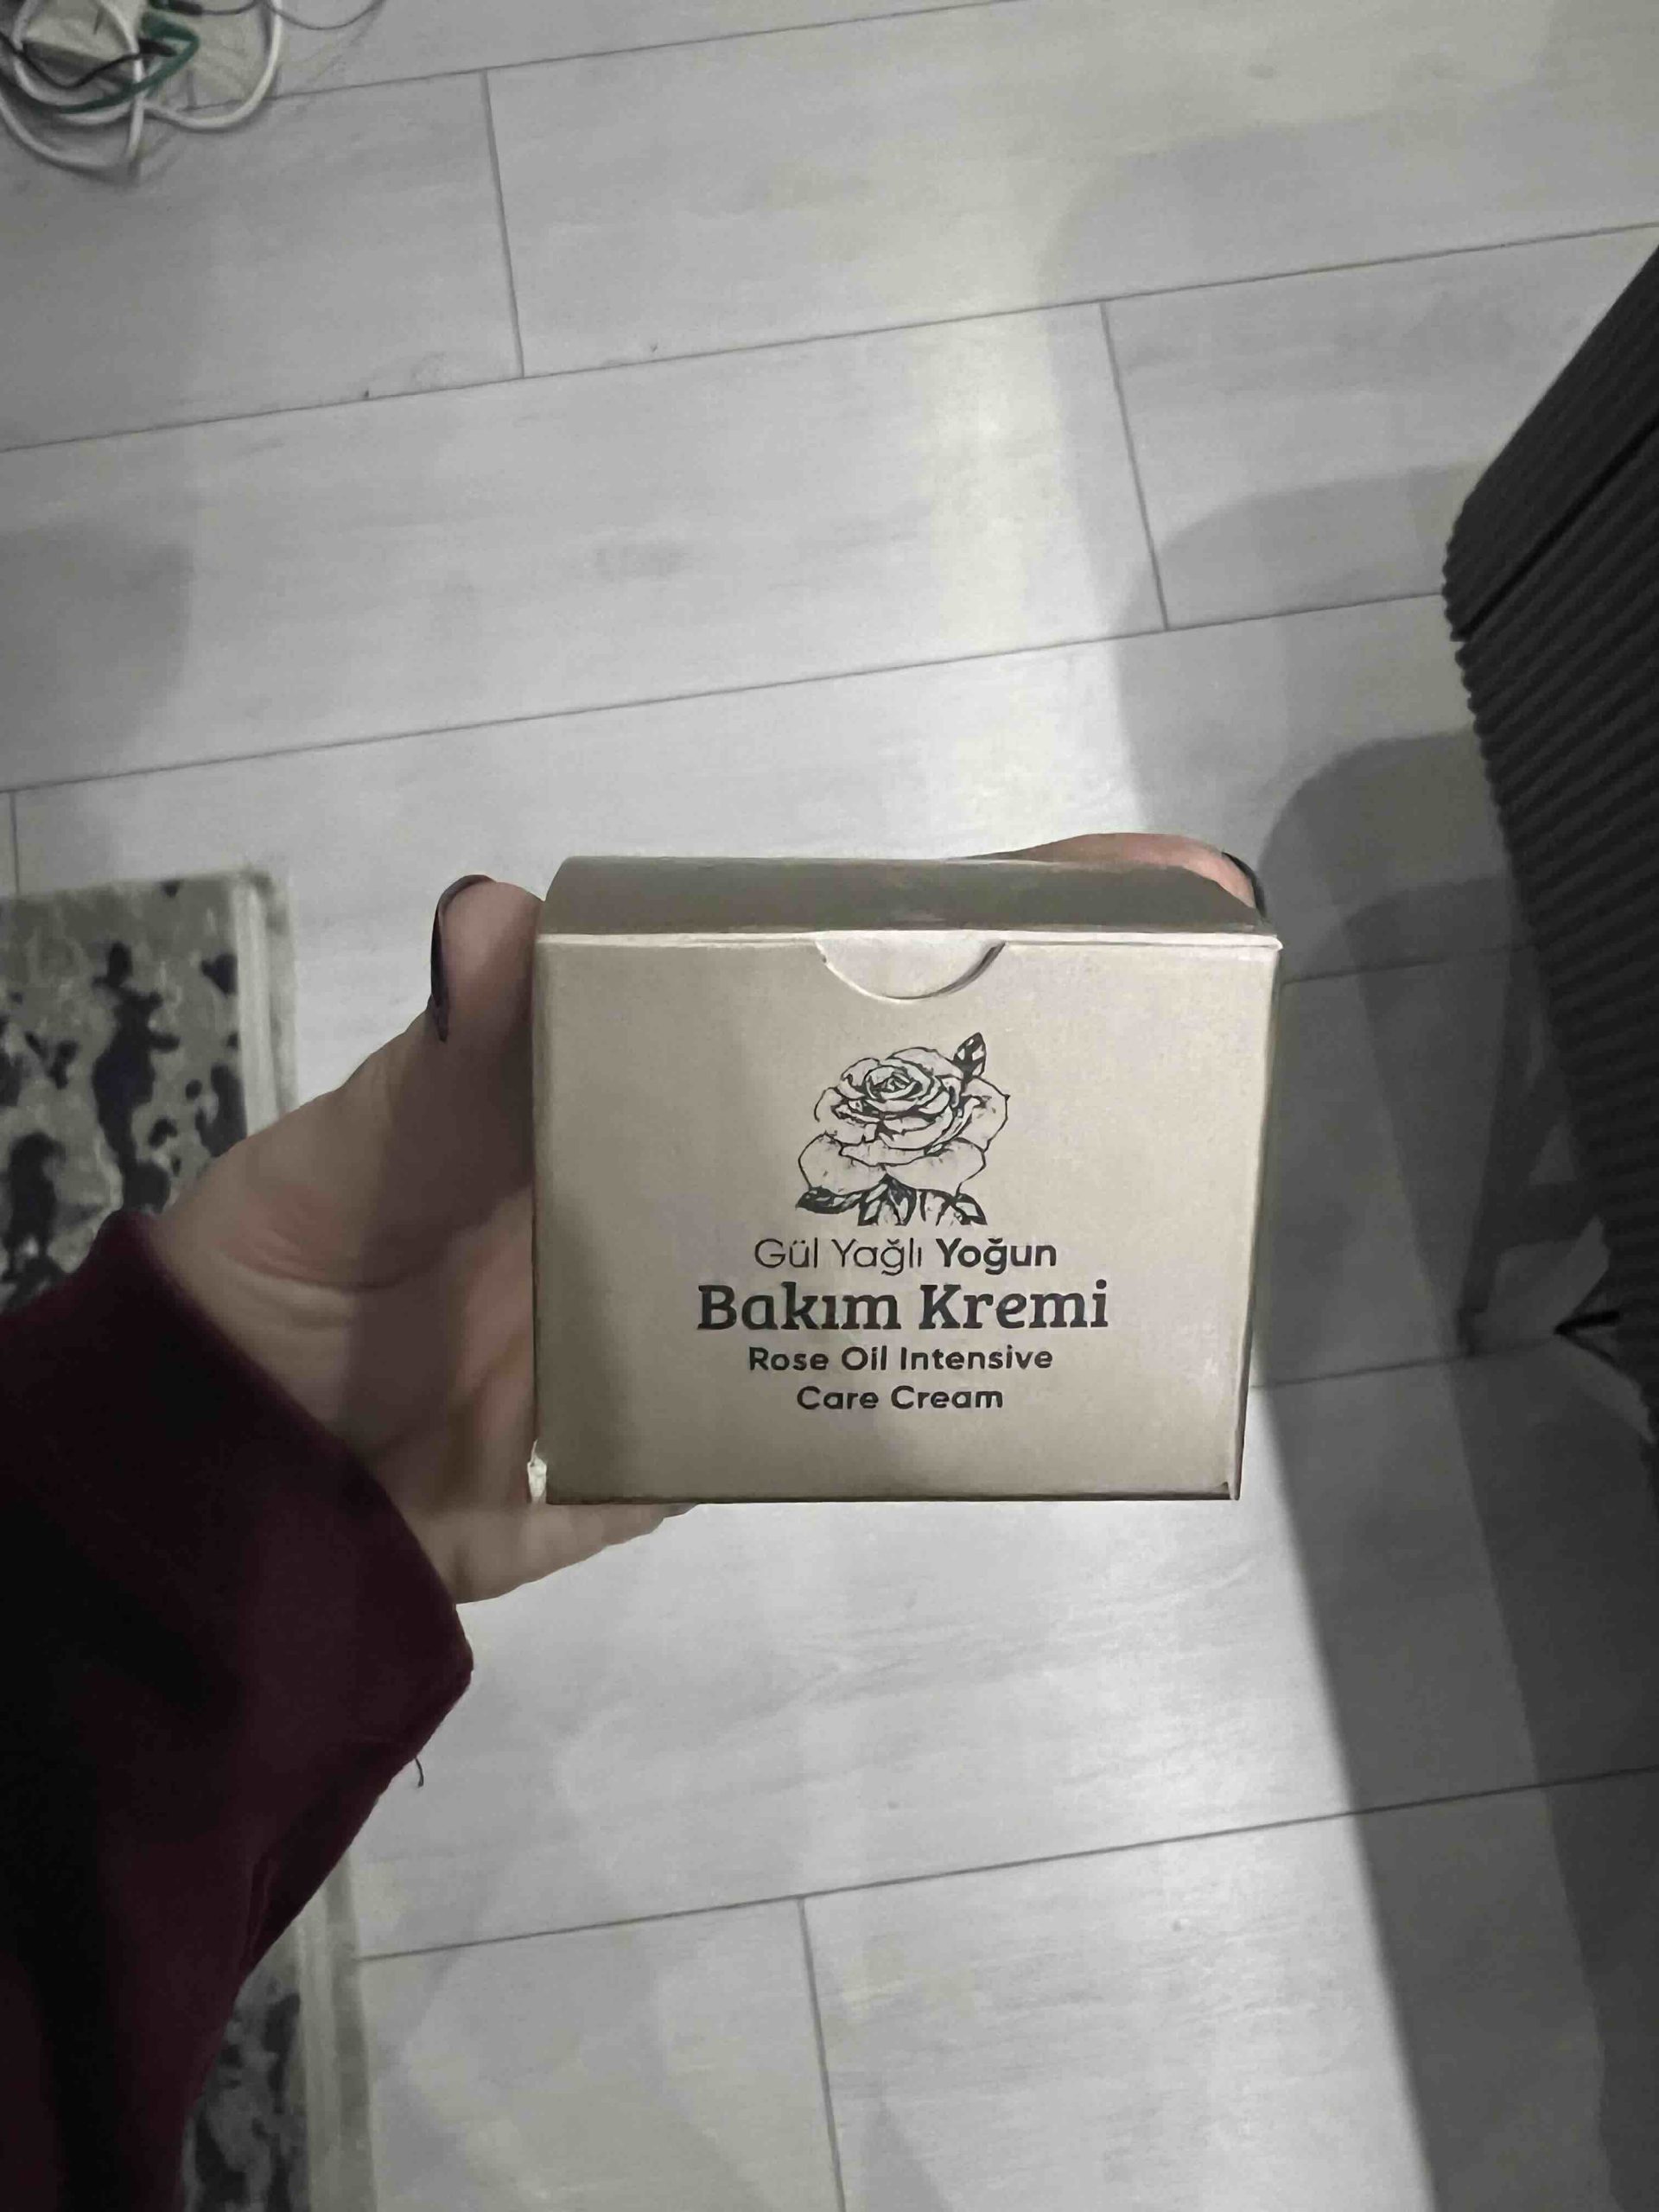 Gül Yağlı Yoğun
Bakım Kremi
Rose Oil Intensive
Care Cream